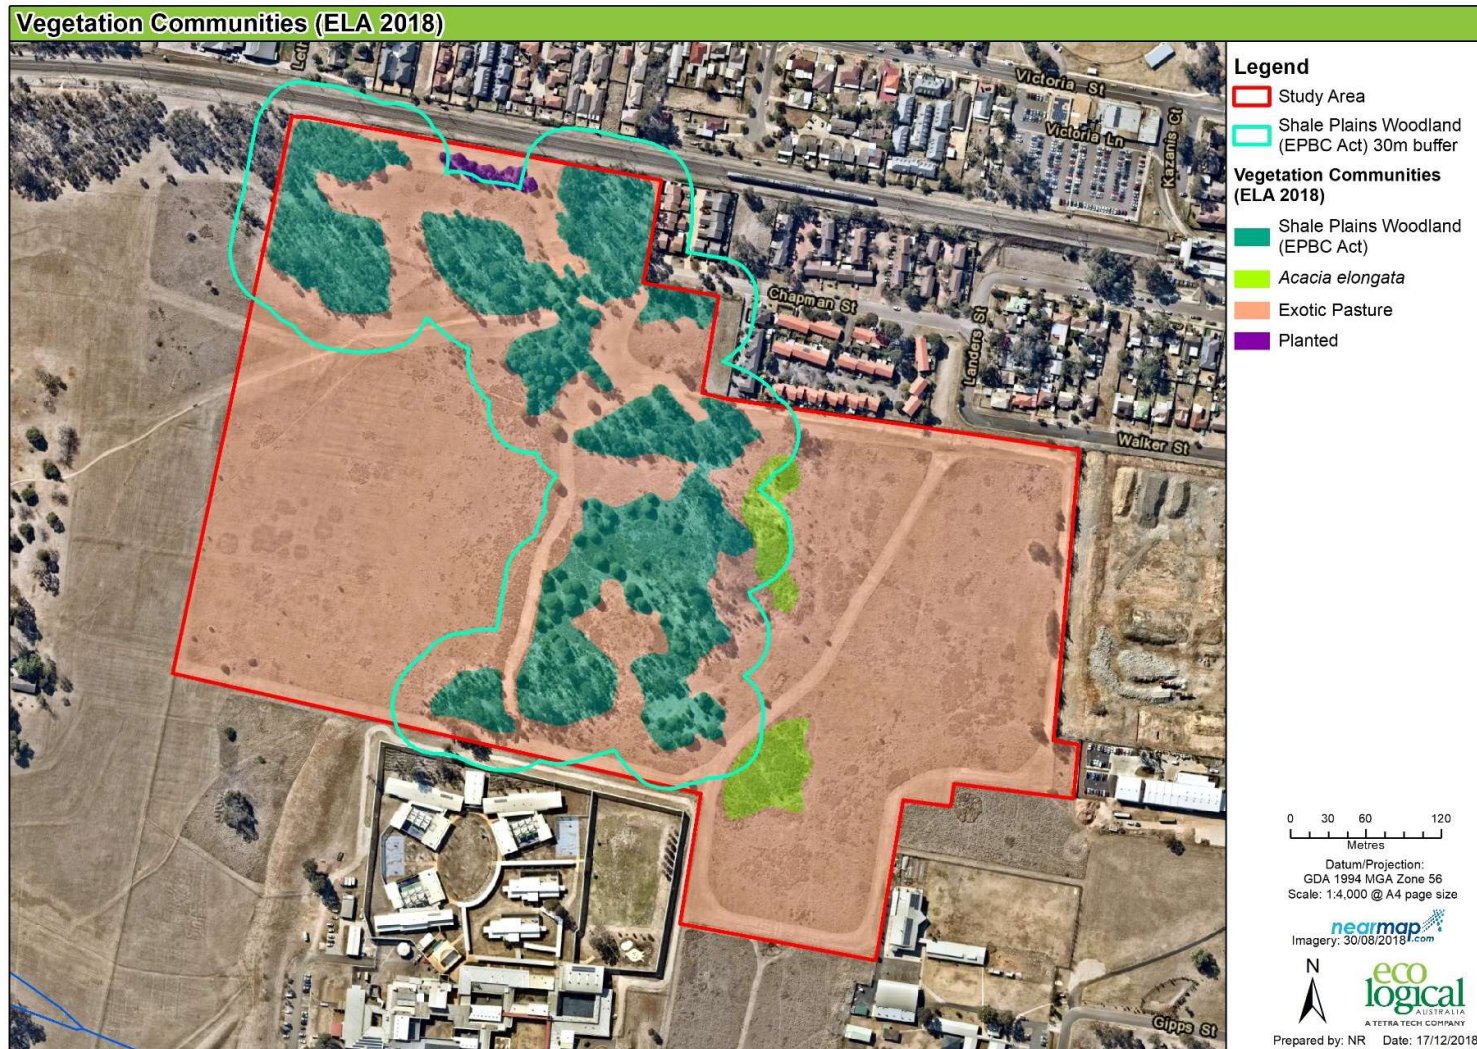 Vegetation Communities (ELA 2018)
Victoria St
Victoria Ln
Kazanis Ct
Chapman St
Landers St
Walker St
Gipps St
Legend
Study Area
Shale Plains Woodland
(EPBC Act) 30m buffer
Vegetation Communities
(ELA 2018)
Shale Plains Woodland
(EPBC Act)
Acacia elongata
Exotic Pasture
Planted
0 30 60 120
Metres
Datum/Projection:
GDA 1994 MGA Zone 56
Scale: 1:4,000 @ A4 page size
nearmap.com
Imagery: 30/08/2018
N
eco
logical
AUSTRALIA
A TETRA TECH COMPANY
Prepared by: NR Date: 17/12/2018